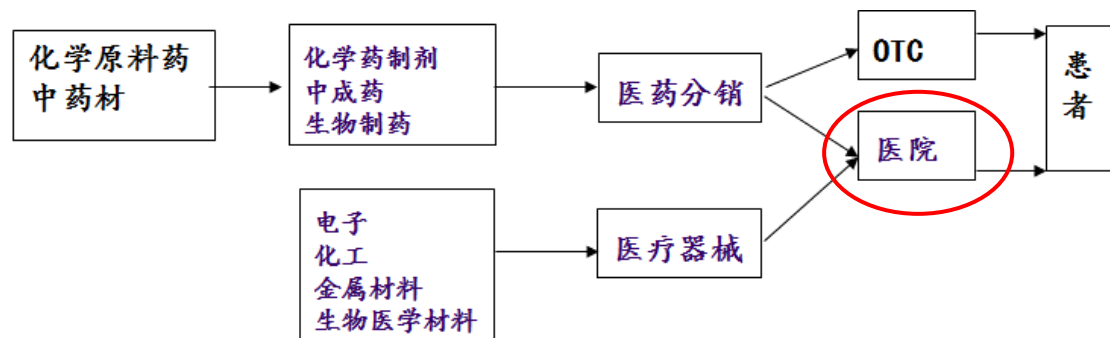 化学原料药
中药材
化学药制剂
中成药
生物制药
医药分销
OTC
医院
患
者
电子
化工
金属材料
生物医学材料
医疗器械